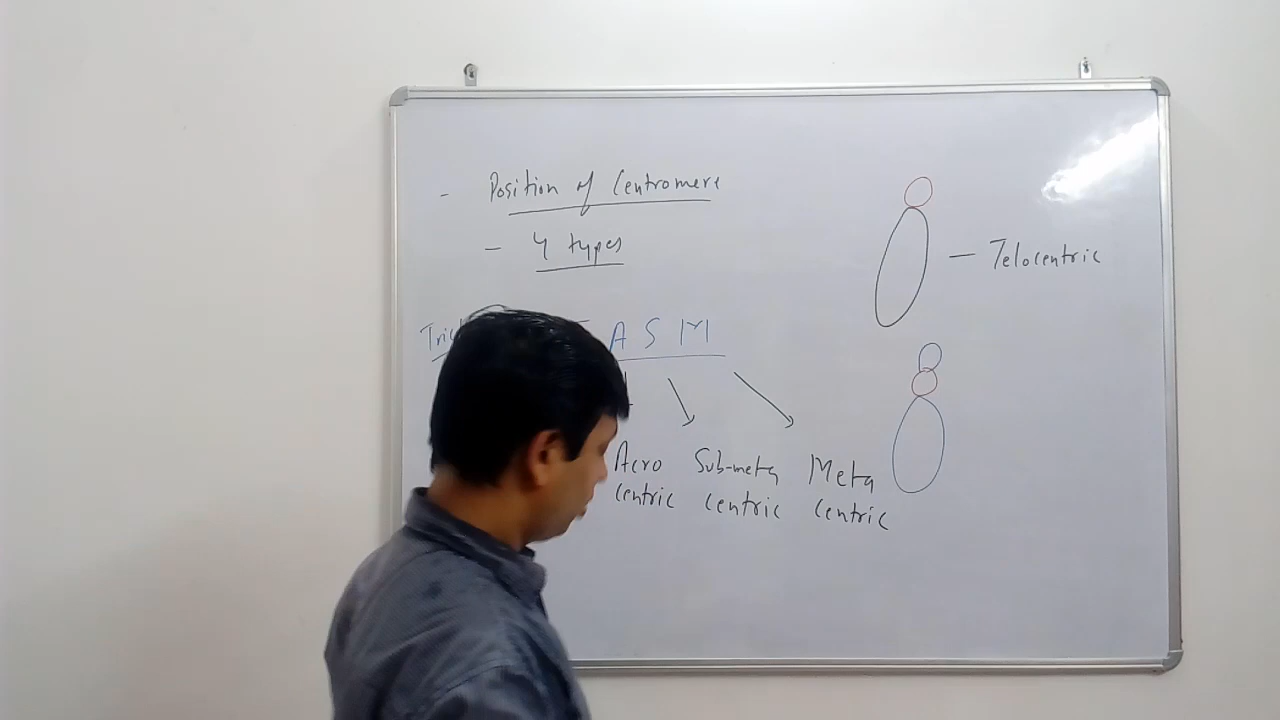 - Position of Centromere
- 4 types
A S M
Acro Sub-meta Meta
centric centric centric
— Telocentric